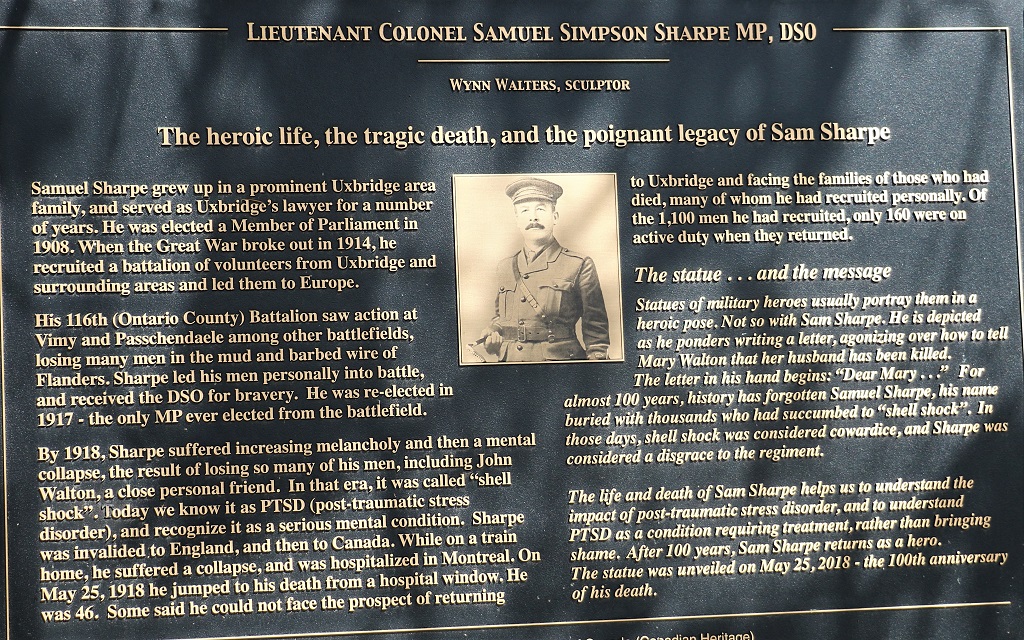 LIEUTENANT COLONEL SAMUEL SIMPSON SHARPE MP, DSO
WYNN WALTERS, SCULPTOR
The heroic life, the tragic death, and the poignant legacy of Sam Sharpe
Samuel Sharpe grew up in a prominent Uxbridge area
family, and served as Uxbridge's lawyer for a number
of years. He was elected a Member of Parliament in
1908. When the Great War broke out in 1914, he
recruited a battalion of volunteers from Uxbridge and
surrounding areas and led them to Europe.
His 116th (Ontario County) Battalion saw action at
Vimy and Passchendaele among other battlefields,
losing many men in the mud and barbed wire of
Flanders. Sharpe led his men personally into battle,
and received the DSO for bravery. He was re-elected in
1917 - the only MP ever elected from the battlefield.
By 1918, Sharpe suffered increasing melancholy and then a mental
collapse, the result of losing so many of his men, including John
Walton, a close personal friend. In that era, it was called "shell
shock". Today we know it as PTSD (post-traumatic stress
disorder), and recognize it as a serious mental condition. Sharpe
was invalided to England, and then to Canada. While on a train
home, he suffered a collapse, and was hospitalized in Montreal. On
May 25, 1918 he jumped to his death from a hospital window. He
was 46. Some said he could not face the prospect of returning
to Uxbridge and facing the families of those who had
died, many of whom he had recruited personally. Of
the 1,100 men he had recruited, only 160 were on
active duty when they returned.
The statue . . . and the message
Statues of military heroes usually portray them in a
heroic pose. Not so with Sam Sharpe. He is depicted
as he ponders writing a letter, agonizing over how to tell
Mary Walton that her husband has been killed.
The letter in his hand begins: "Dear Mary . . ." For
almost 100 years, history has forgotten Samuel Sharpe, his name
buried with thousands who had succumbed to "shell shock". In
those days, shell shock was considered cowardice, and Sharpe was
considered a disgrace to the regiment.
The life and death of Sam Sharpe helps us to understand the
impact of post-traumatic stress disorder, and to understand
PTSD as a condition requiring treatment, rather than bringing
shame. After 100 years, Sam Sharpe returns as a hero.
The statue was unveiled on May 25, 2018 - the 100th anniversary
of his death.
(Canadian Heritage)